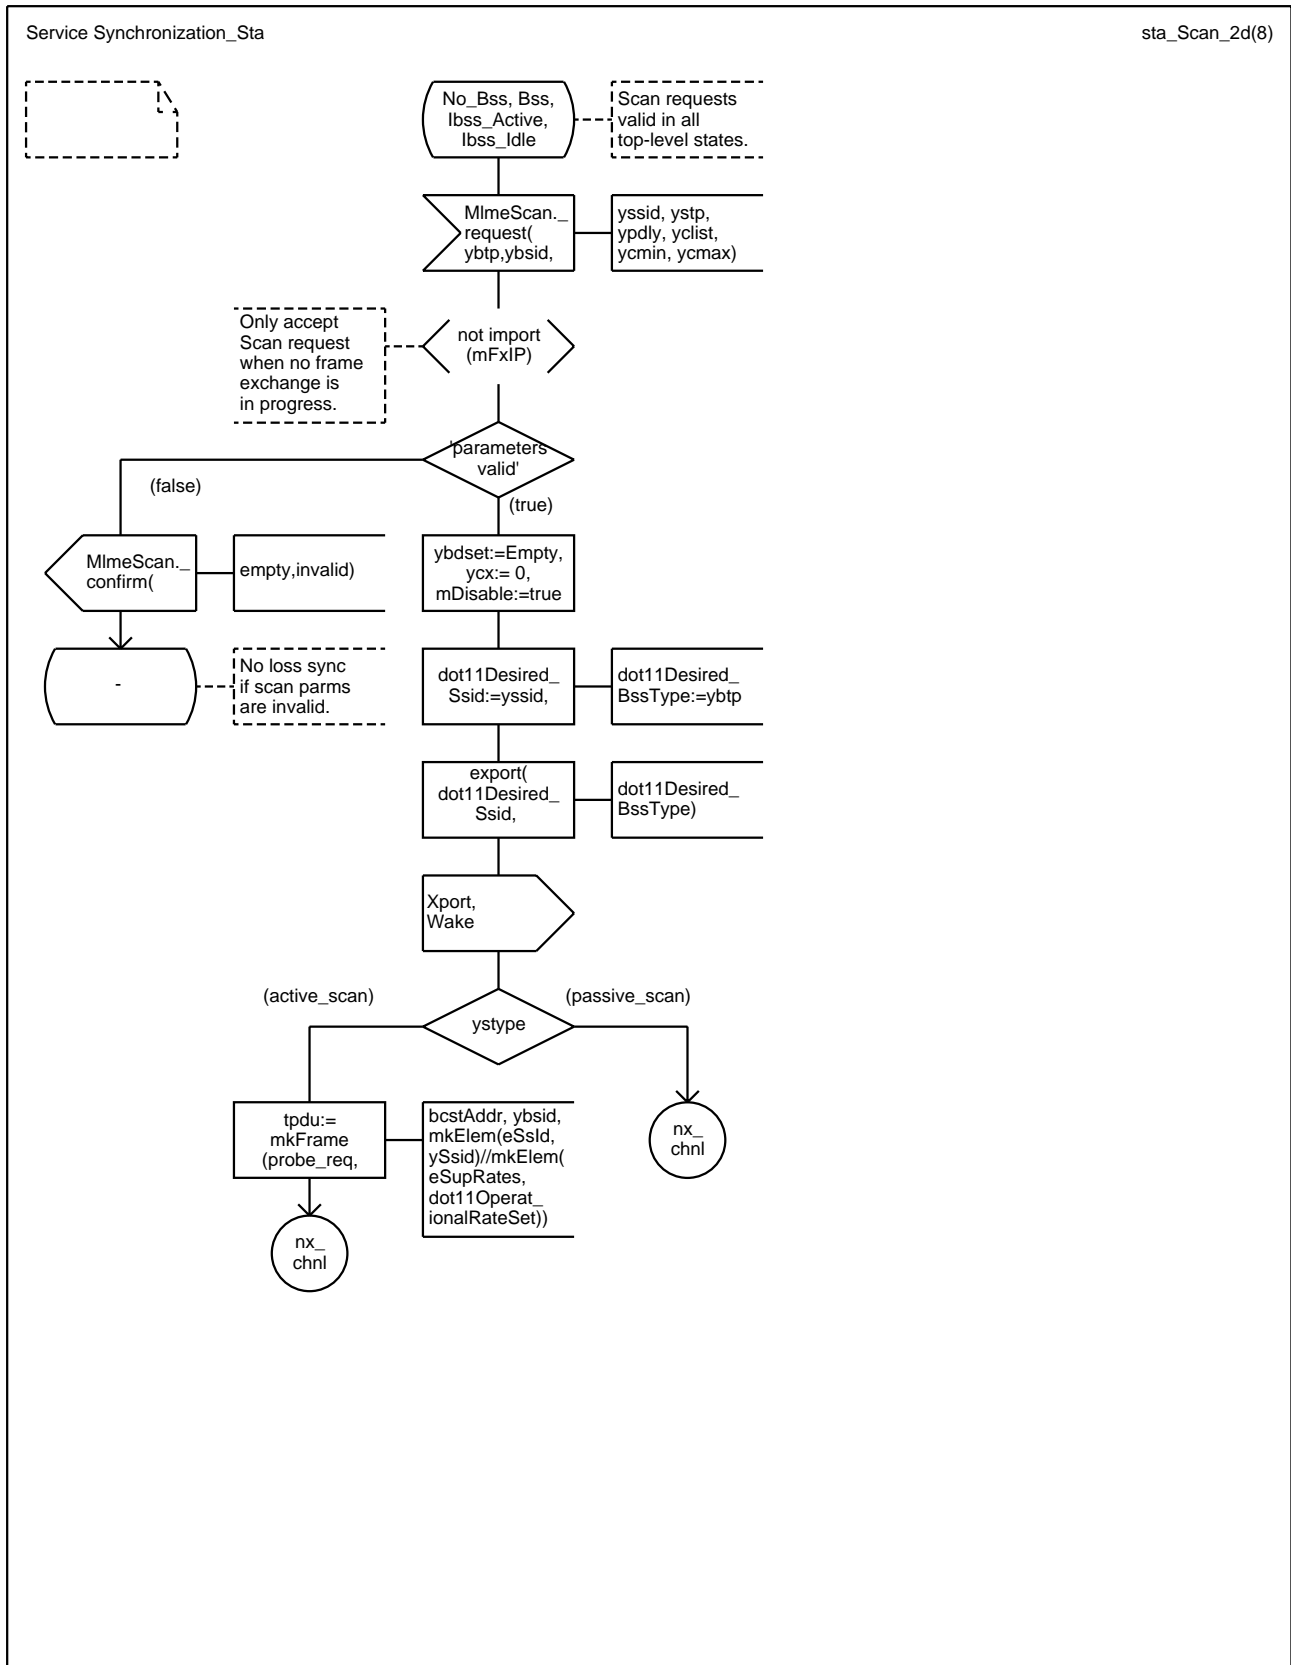 Service Synchronization_Sta
sta_Scan_2d(8)
No_Bss, Bss,
Ibss_Active,
Ibss_Idle
Scan requests
valid in all
top-level states.
MlmeScan._
request(
ybtp,ybsid,
yssid, ystp,
ypdly, yclist,
ycmin, ycmax)
Only accept
Scan request
when no frame
exchange is
in progress.
not import
(mFxIP)
'parameters
valid'
(false)
(true)
MlmeScan._
confirm(
empty,invalid)
ybdset:=Empty,
ycx:= 0,
mDisable:=true
-
No loss sync
if scan parms
are invalid.
dot11Desired_
Ssid:=yssid,
dot11Desired_
BssType:=ybtp
export(
dot11Desired_
Ssid,
dot11Desired_
BssType)
Xport,
Wake
(active_scan)
(passive_scan)
ystype
tpdu:=
mkFrame
(probe_req,
bcstAddr, ybsid,
mkElem(eSsId,
ySsid)//mkElem(
eSupRates,
dot11Operat_
ionalRateSet))
nx_
chnl
nx_
chnl